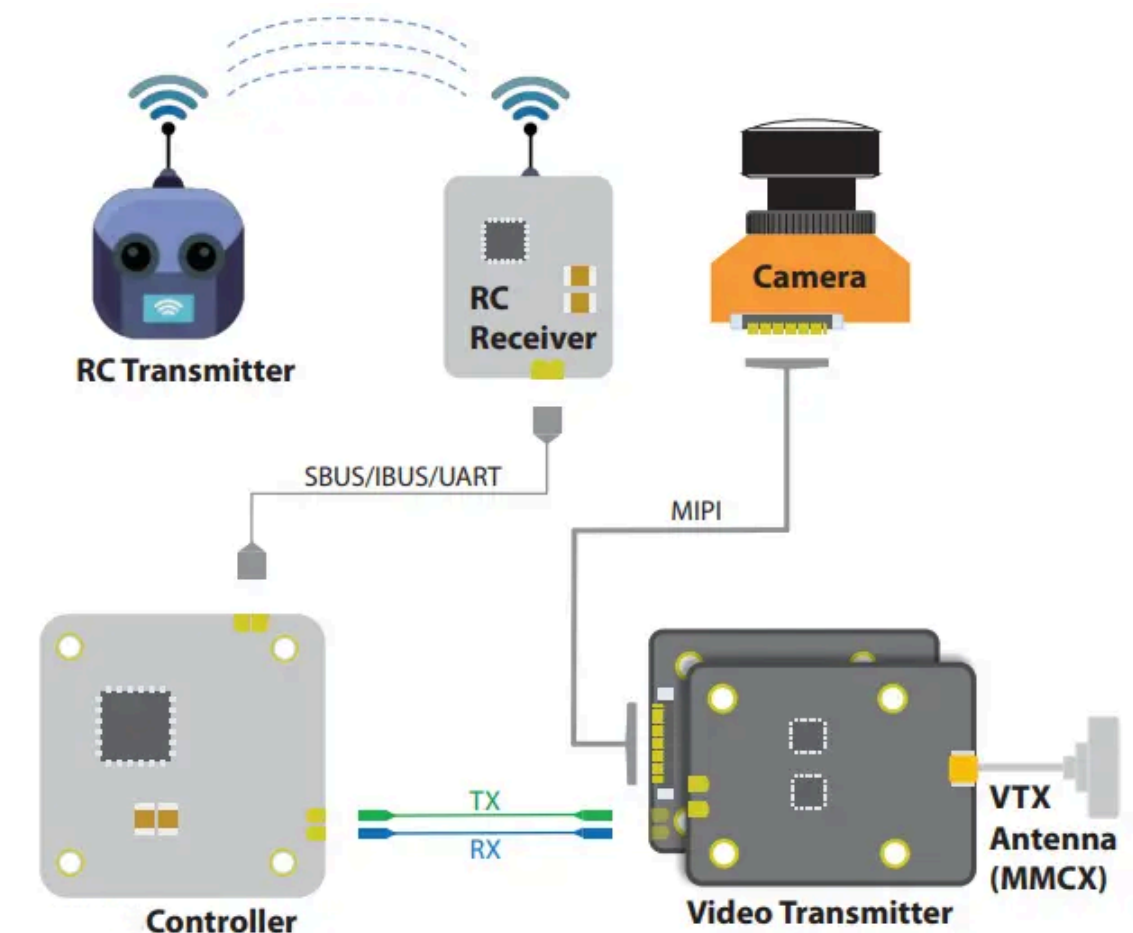 RC Transmitter
RC
Receiver
Camera
SBUS/IBUS/UART
MIPI
TX
RX
Controller
Video Transmitter
VTX
Antenna
(MMCX)